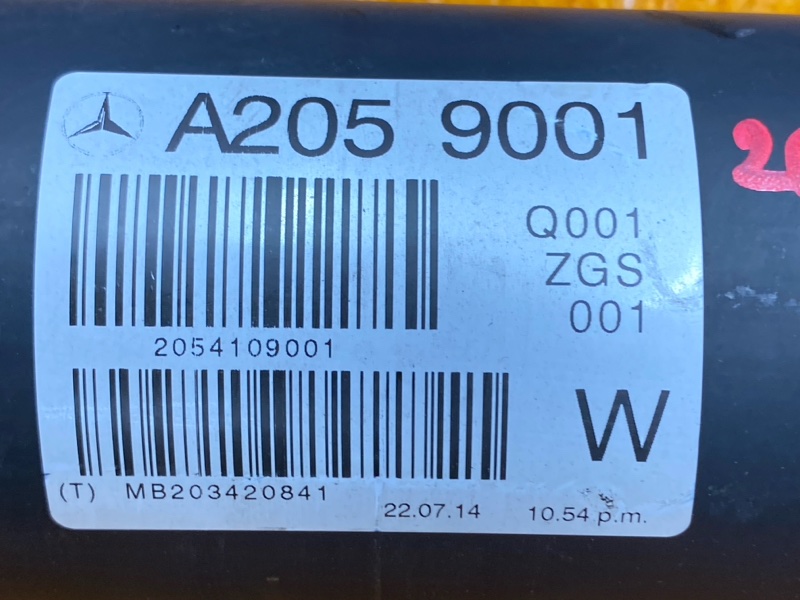 A205 9001
Q001
ZGS
001
2054109001
W
(T) MB203420841
22.07.14 10.54 p.m.